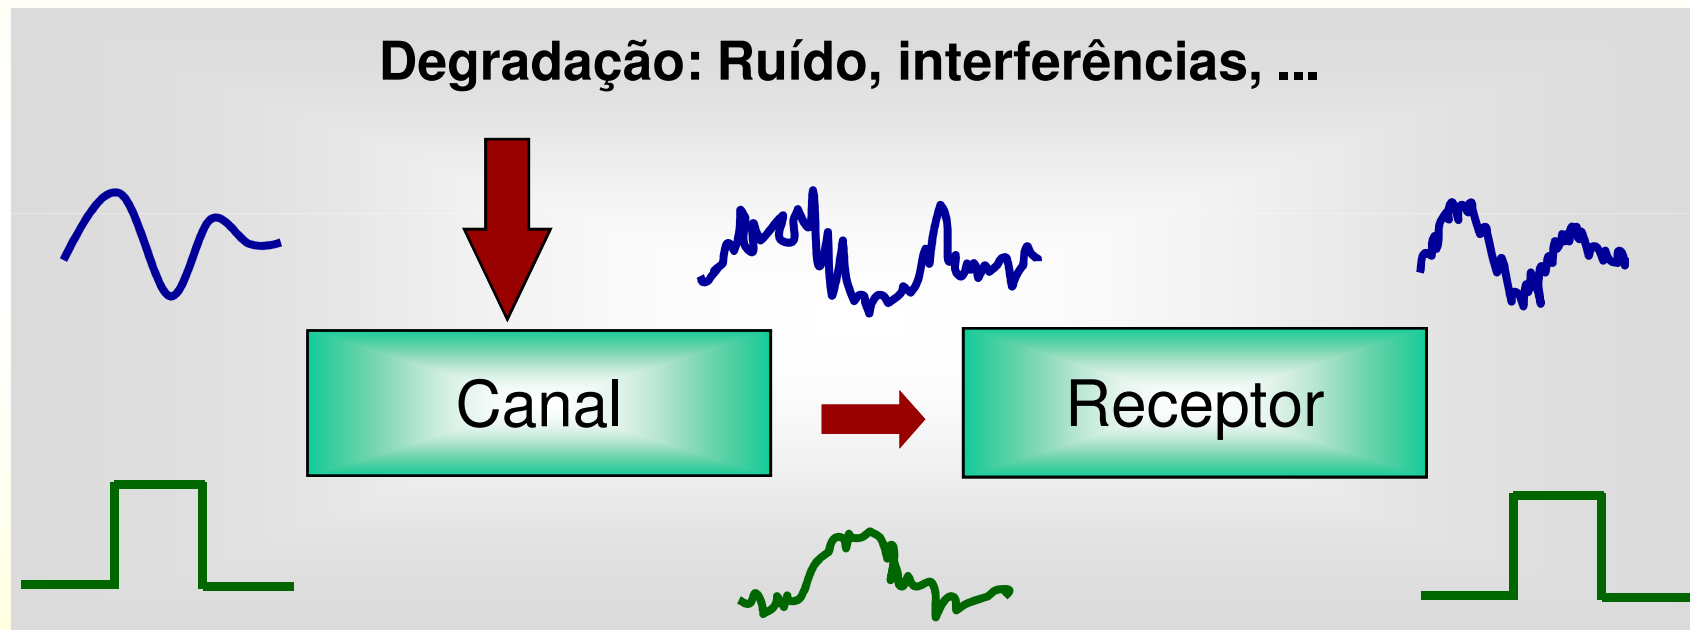 Degradação: Ruído, interferências, ...
Canal
Receptor